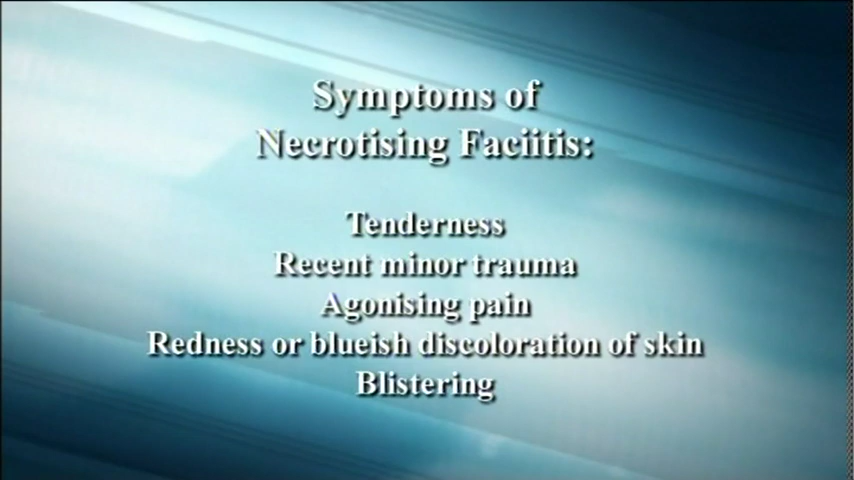 Symptoms of
Necrotising Faciitis:
Tenderness
Recent minor trauma
Agonising pain
Redness or blueish discoloration of skin
Blistering